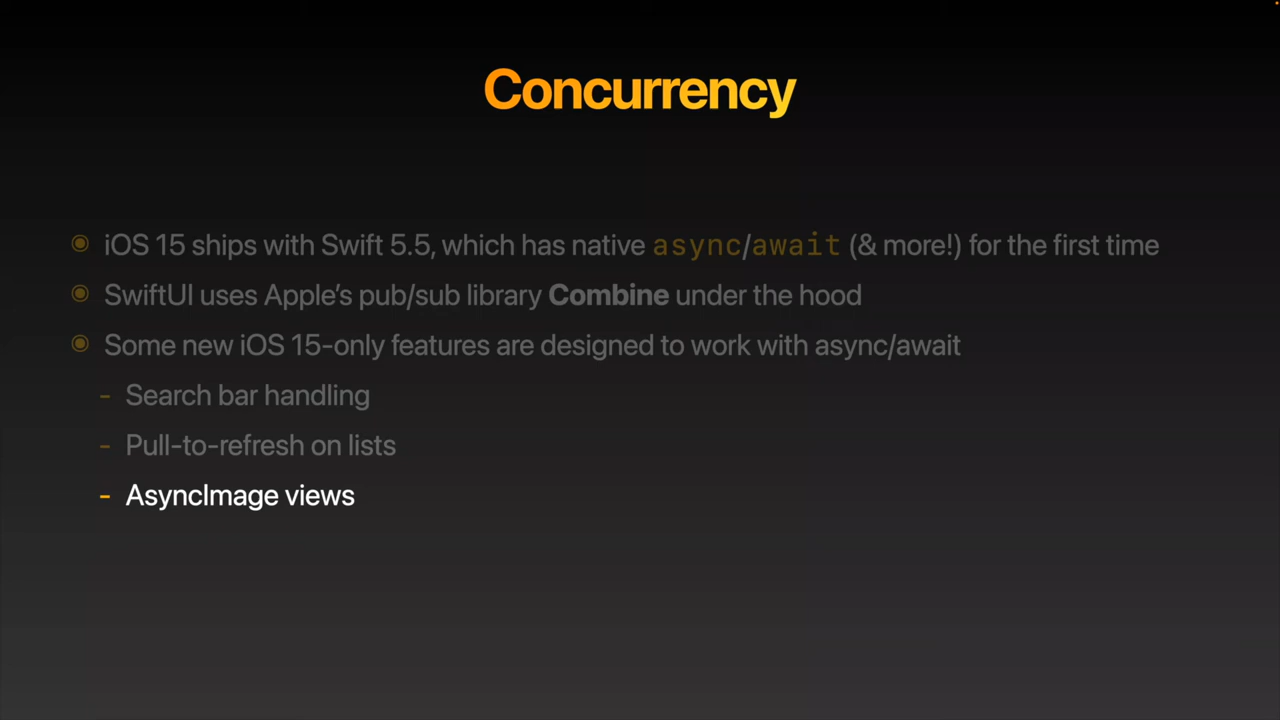 Concurrency
iOS 15 ships with Swift 5.5, which has native async/await (& more!) for the first time
SwiftUI uses Apple’s pub/sub library Combine under the hood
Some new iOS 15-only features are designed to work with async/await
- Search bar handling
- Pull-to-refresh on lists
- AsyncImage views